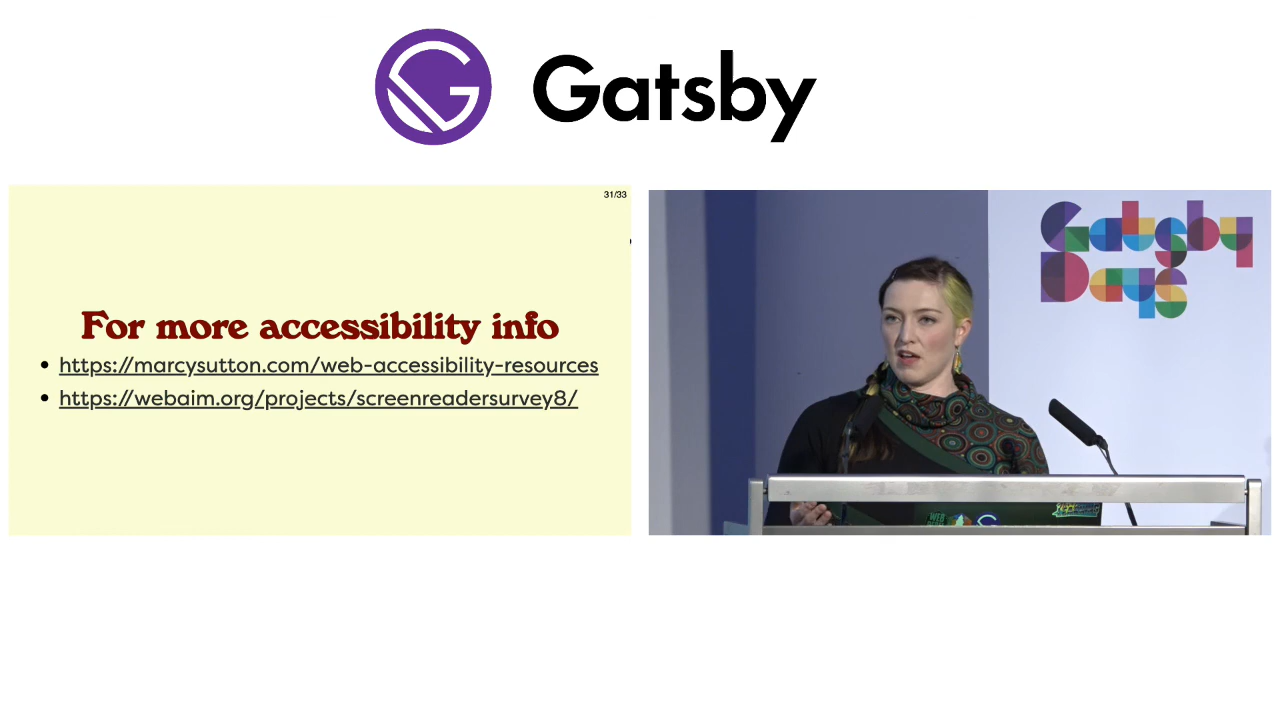 Gatsby
31/33
For more accessibility info
https://marcysutton.com/web-accessibility-resources
https://webaim.org/projects/screenreadersurvey8/
Gatsby
Days